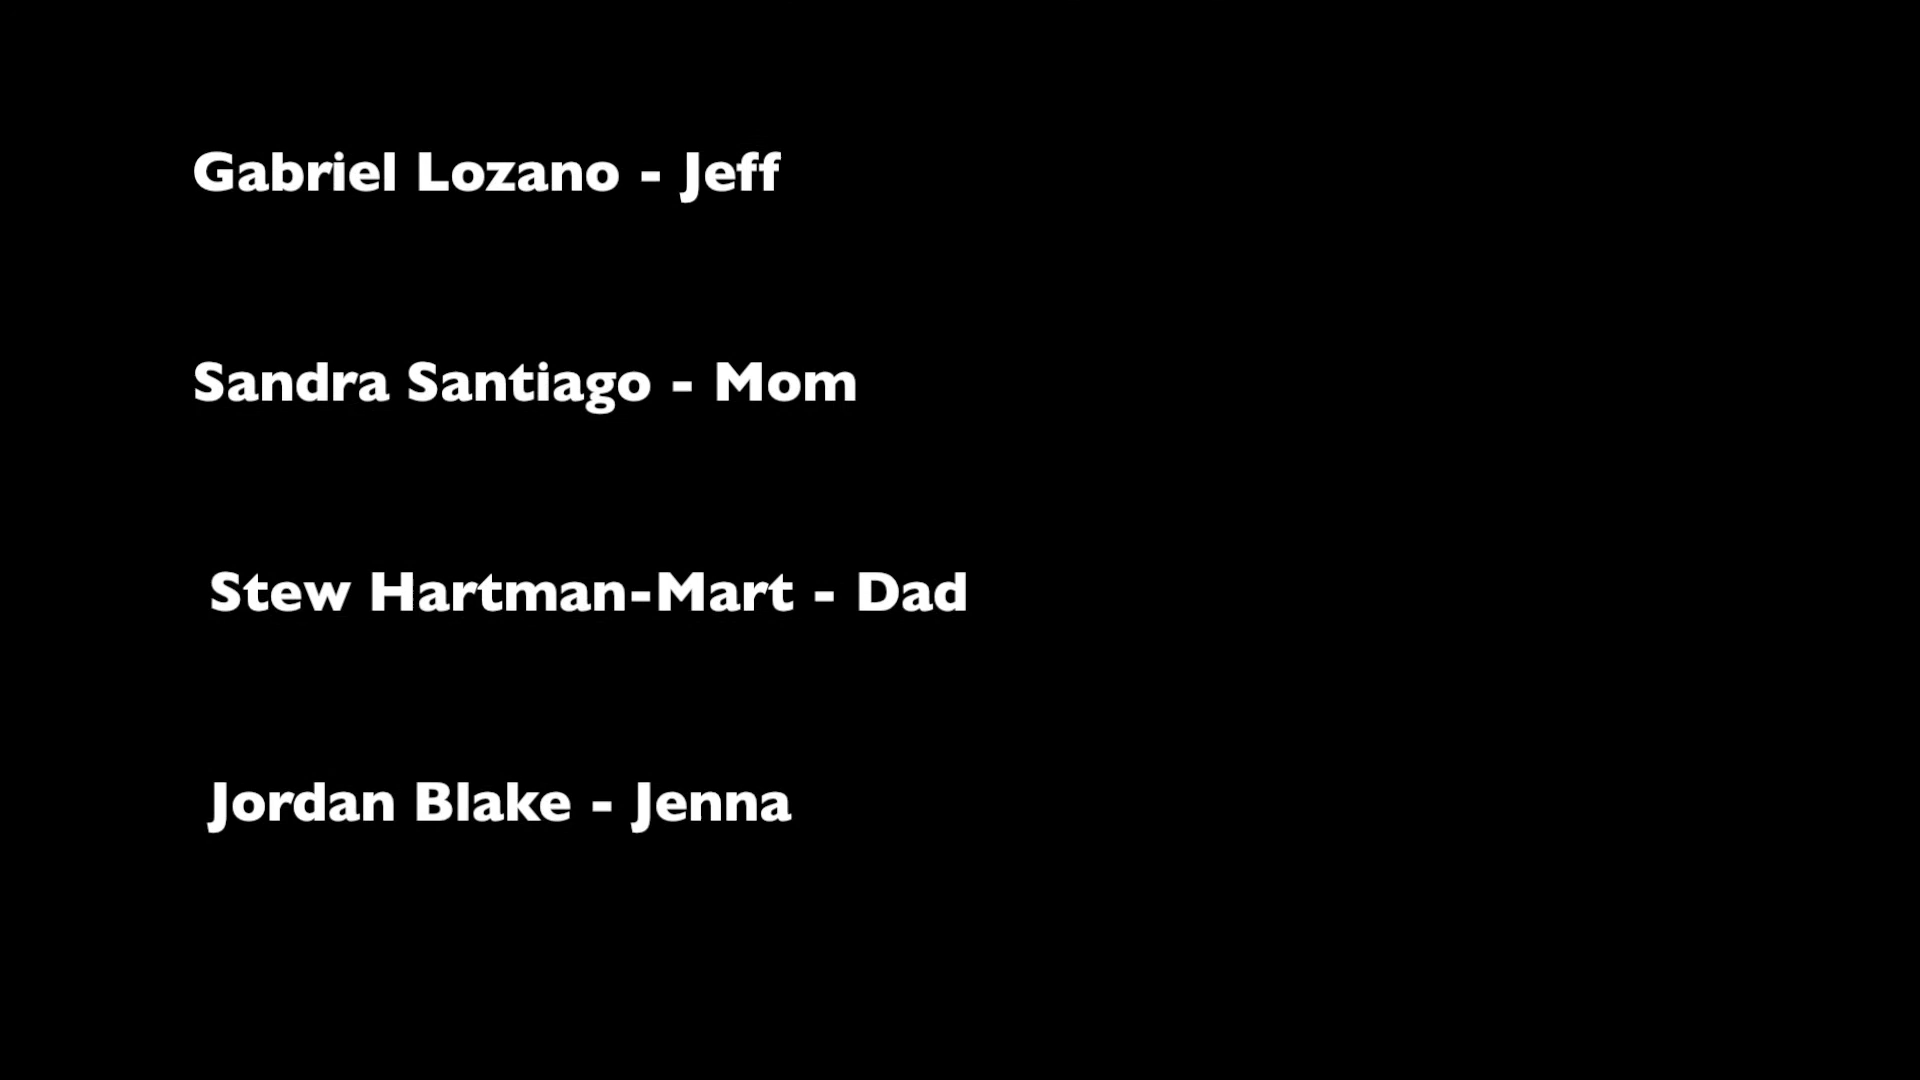 Gabriel Lozano - Jeff
Sandra Santiago - Mom
Stew Hartman-Mart - Dad
Jordan Blake - Jenna